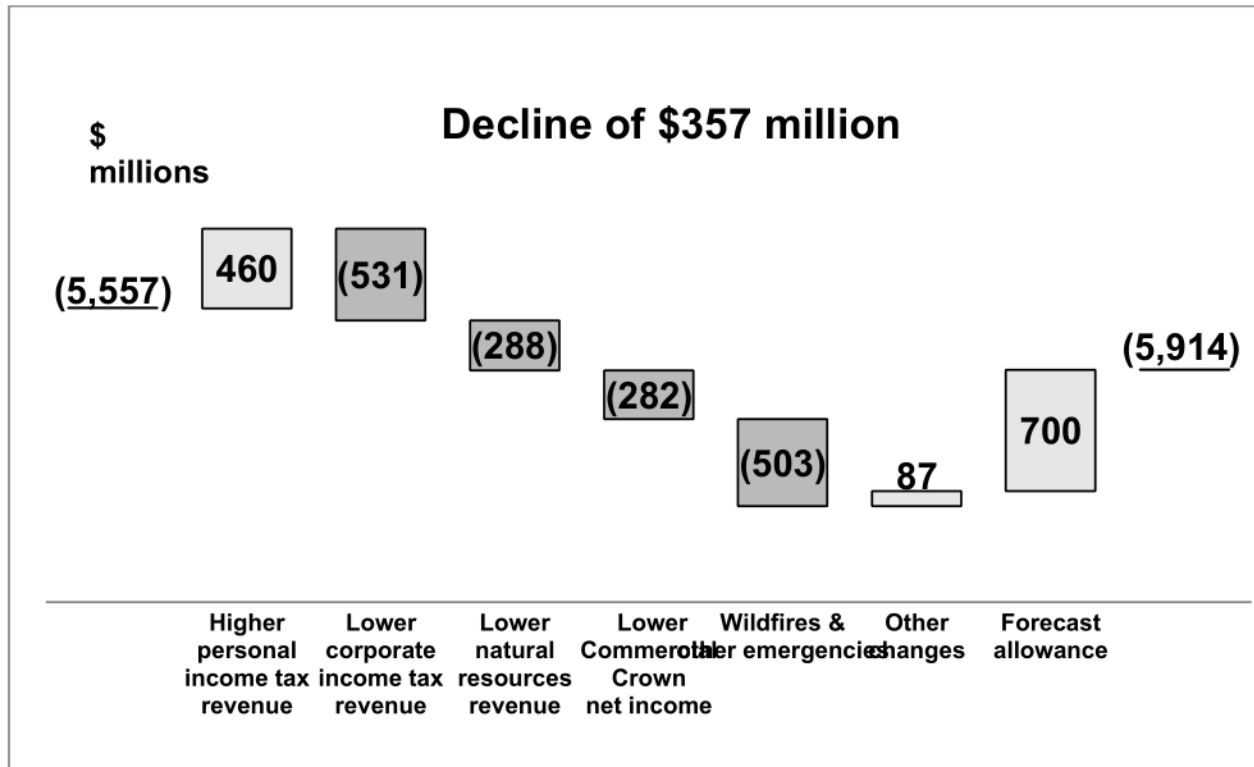 Decline of $357 million
$
millions
(5,557)
460
(531)
(288)
(282)
(503)
87
700
(5,914)
Higher
personal
income tax
revenue
Lower
corporate
income tax
revenue
Lower
natural
resources
revenue
Lower
Commercial
Crown
net income
Wildfires &
other emergencies
Other
changes
Forecast
allowance